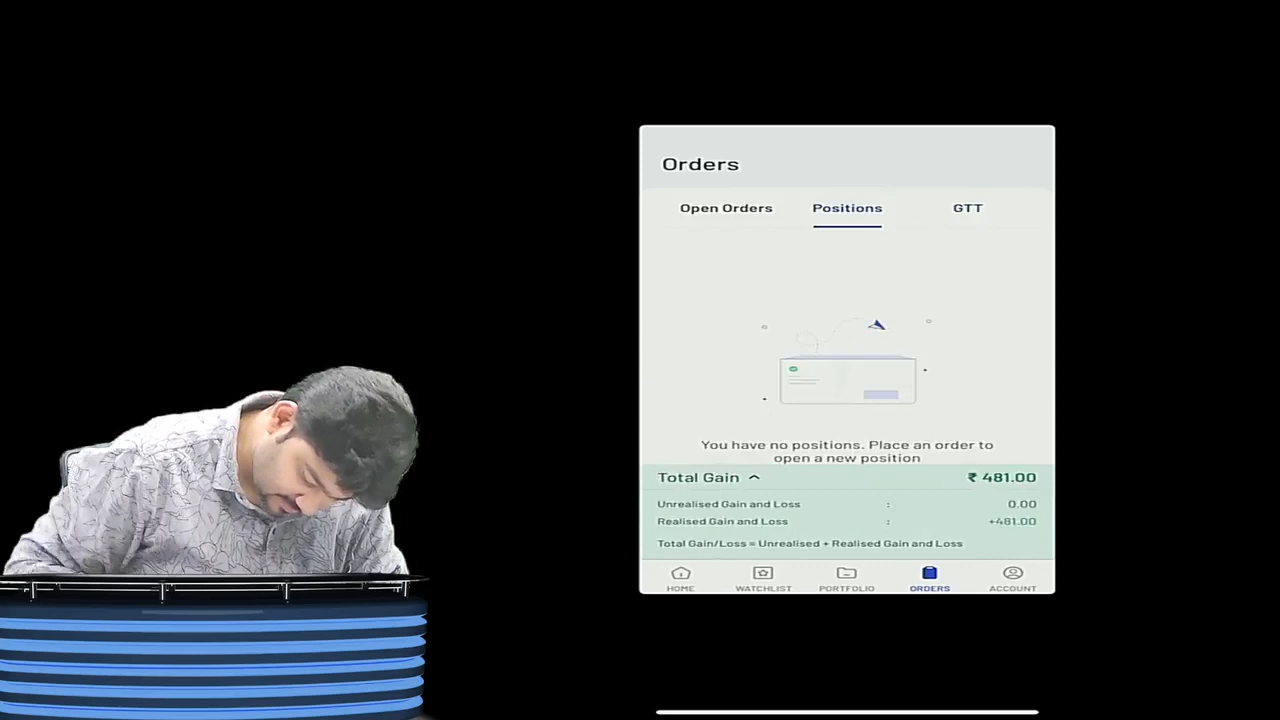 Orders
Open Orders Positions GTT
You have no positions. Place an order to
open a new position
Total Gain ₹ 481.00
Unrealised Gain and Loss : 0.00
Realised Gain and Loss : +481.00
Total Gain/Loss = Unrealised + Realised Gain and Loss
HOME WATCHLIST PORTFOLIO ORDERS ACCOUNT